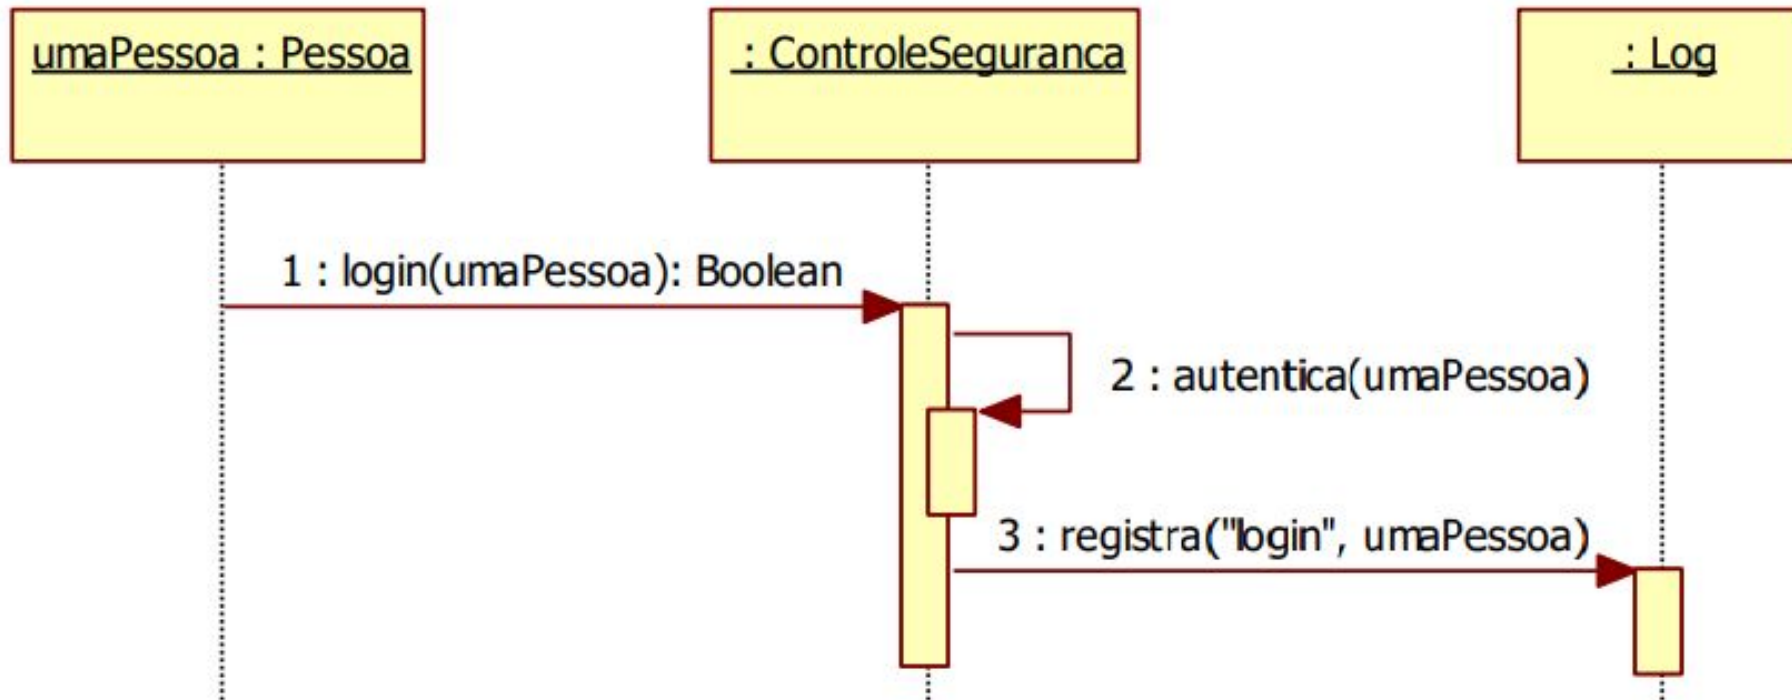 umaPessoa : Pessoa
: ControleSeguranca
: Log
1 : login(umaPessoa): Boolean
2 : autentica(umaPessoa)
3 : registra("login", umaPessoa)